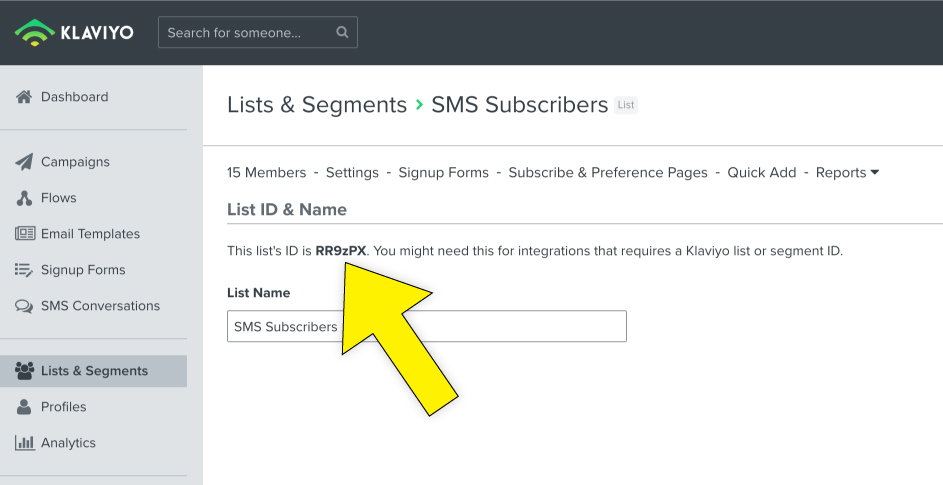 KLAVIYO
Search for someone...
Dashboard
Campaigns
Flows
Email Templates
Signup Forms
SMS Conversations
Lists & Segments
Profiles
Analytics
Lists & Segments › SMS Subscribers List
15 Members - Settings - Signup Forms - Subscribe & Preference Pages - Quick Add - Reports
List ID & Name
This list's ID is RR9zPX. You might need this for integrations that requires a Klaviyo list or segment ID.
List Name
SMS Subscribers